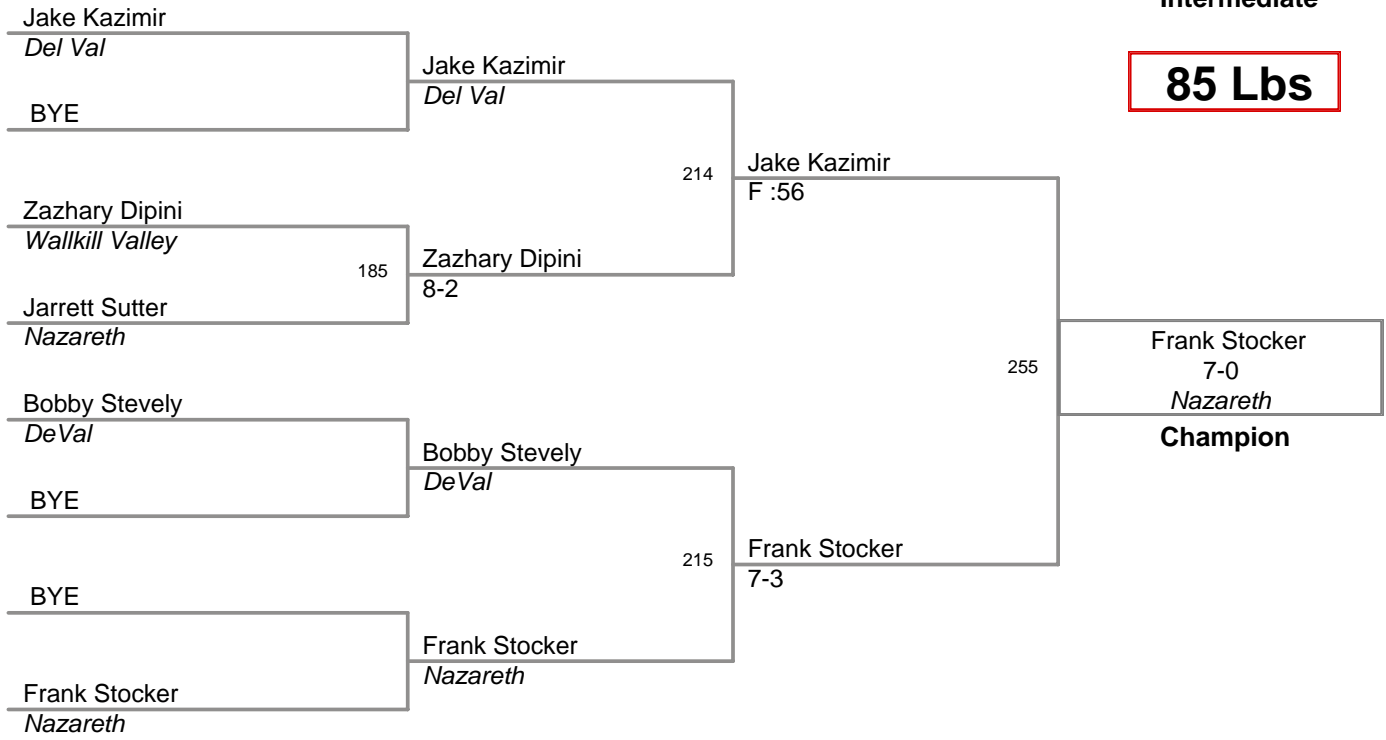 Intermediate
85 Lbs
Jake Kazimir
Del Val
BYE
Zazhary Dipini
Wallkill Valley
185
Jarrett Sutter
Nazareth
Bobby Stevely
DeVal
BYE
BYE
Frank Stocker
Nazareth
Jake Kazimir
Del Val
214
Zazhary Dipini
8-2
Bobby Stevely
DeVal
215
Frank Stocker
Nazareth
Jake Kazimir
F :56
255
Frank Stocker
7-3
Frank Stocker
7-0
Nazareth
Champion